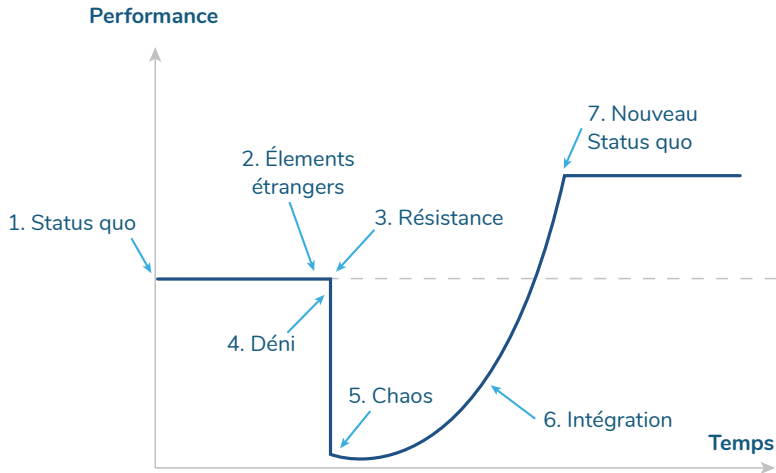 Performance
7. Nouveau
Status quo
2. Élements
étrangers
3. Résistance
1. Status quo
4. Déni
5. Chaos
6. Intégration
Temps